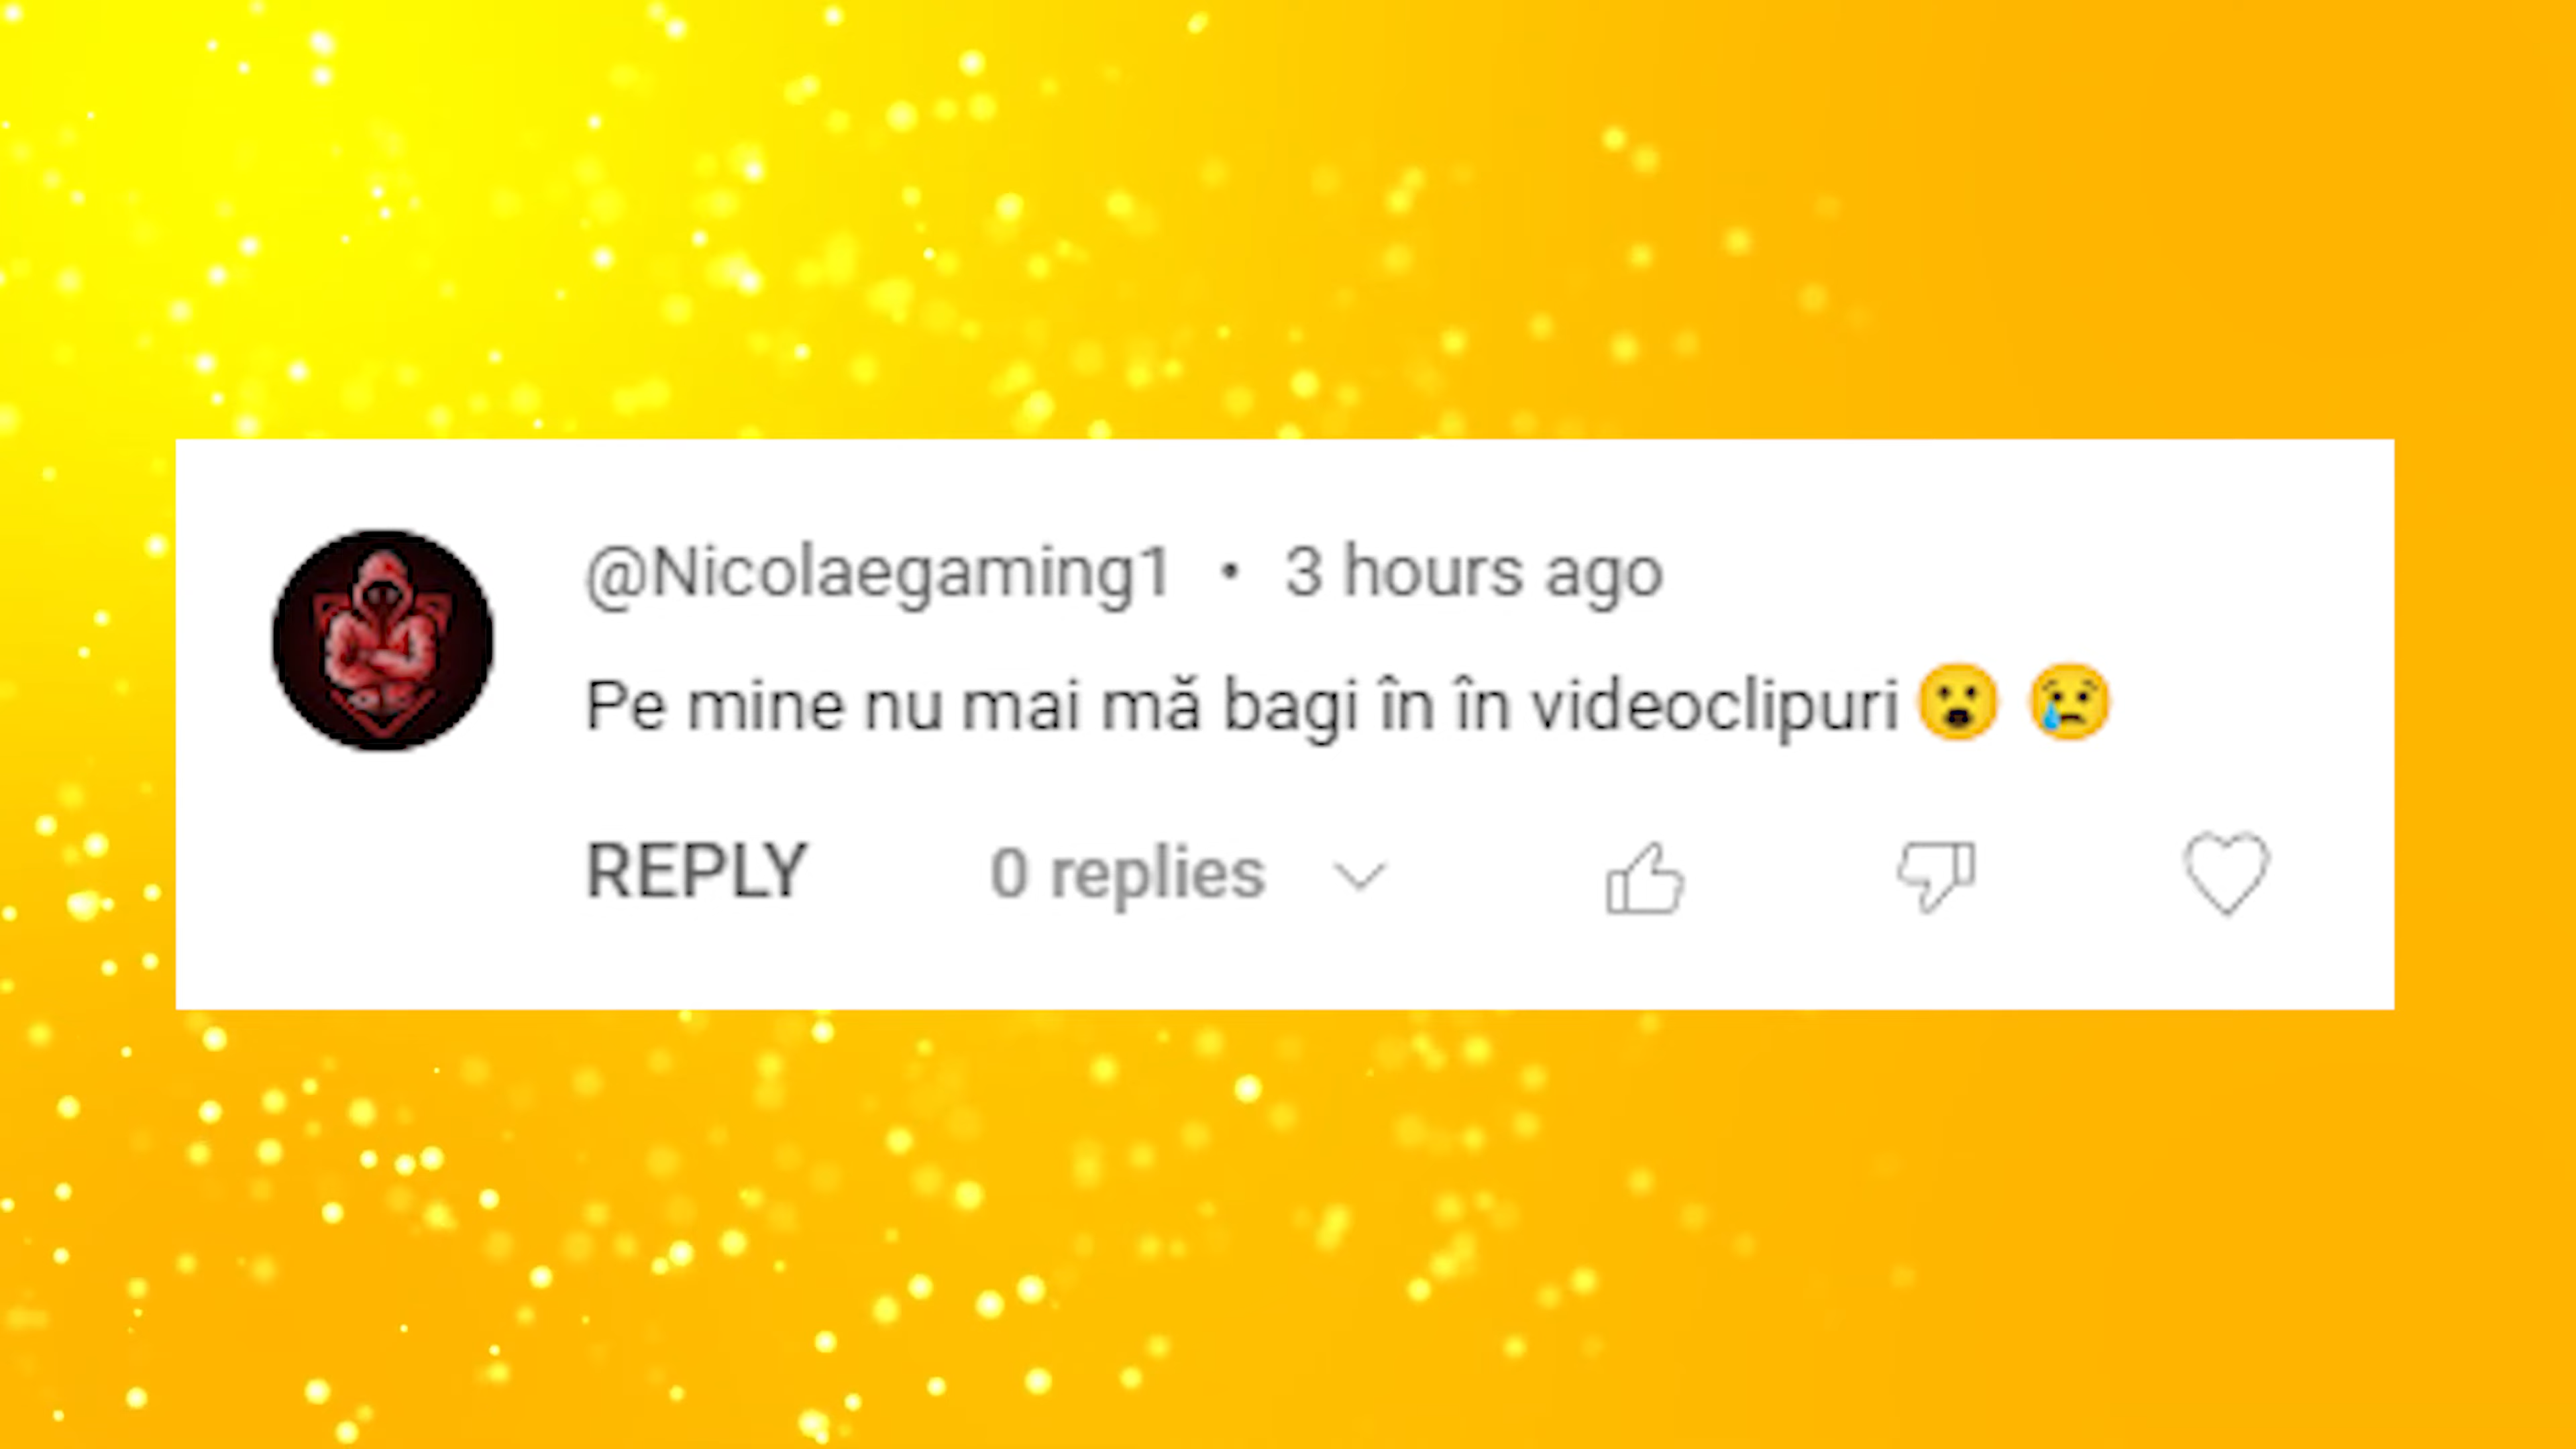 @Nicolaegaming1 • 3 hours ago
Pe mine nu mai mă bagi în în videoclipuri😮 😢
REPLY 0 replies